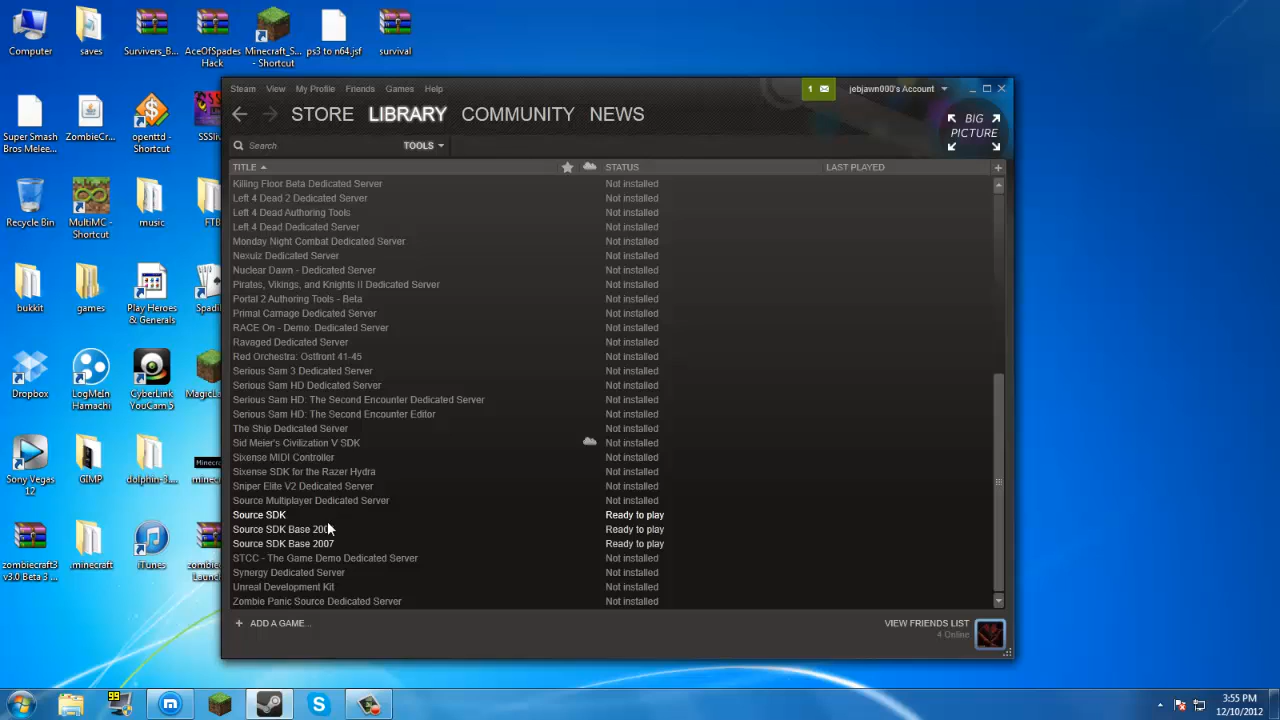 Computer
saves
Survivers_B...
AceOfSpades Hack
Minecraft_S... - Shortcut
ps3 to n64.jsf
survival
Super Smash Bros Melee...
ZombieCr...
openttd - Shortcut
Recycle Bin
MultiMC - Shortcut
music
FTB
bukkit
games
Play Heroes & Generals
Dropbox
LogMeIn Hamachi
CyberLink YouCam 5
Sony Vegas 12
GIMP
dolphin-3....
Minecraft
zombiecraft3 v3.0 Beta 3 ...
.minecraft
iTunes
Steam View My Profile Friends Games Help
1
jebjawn000's Account
STORE LIBRARY COMMUNITY NEWS
BIG PICTURE
Search
TOOLS
TITLE STATUS LAST PLAYED
Killing Floor Beta Dedicated Server Not installed
Left 4 Dead 2 Dedicated Server Not installed
Left 4 Dead Authoring Tools Not installed
Left 4 Dead Dedicated Server Not installed
Monday Night Combat Dedicated Server Not installed
Nexuiz Dedicated Server Not installed
Nuclear Dawn - Dedicated Server Not installed
Pirates, Vikings, and Knights II Dedicated Server Not installed
Portal 2 Authoring Tools - Beta Not installed
Primal Carnage Dedicated Server Not installed
RACE On - Demo: Dedicated Server Not installed
Ravaged Dedicated Server Not installed
Red Orchestra: Ostfront 41-45 Not installed
Serious Sam 3 Dedicated Server Not installed
Serious Sam HD Dedicated Server Not installed
Serious Sam HD: The Second Encounter Dedicated Server Not installed
Serious Sam HD: The Second Encounter Editor Not installed
The Ship Dedicated Server Not installed
Sid Meier's Civilization V SDK Not installed
Sixense MIDI Controller Not installed
Sixense SDK for the Razer Hydra Not installed
Sniper Elite V2 Dedicated Server Not installed
Source Multiplayer Dedicated Server Not installed
Source SDK Ready to play
Source SDK Base Ready to play
Source SDK Base 2007 Ready to play
STCC - The Game Demo Dedicated Server Not installed
Synergy Dedicated Server Not installed
Unreal Development Kit Not installed
Zombie Panic Source Dedicated Server Not installed
+ ADD A GAME...
VIEW FRIENDS LIST
4 Online
99
3:55 PM
12/10/2012